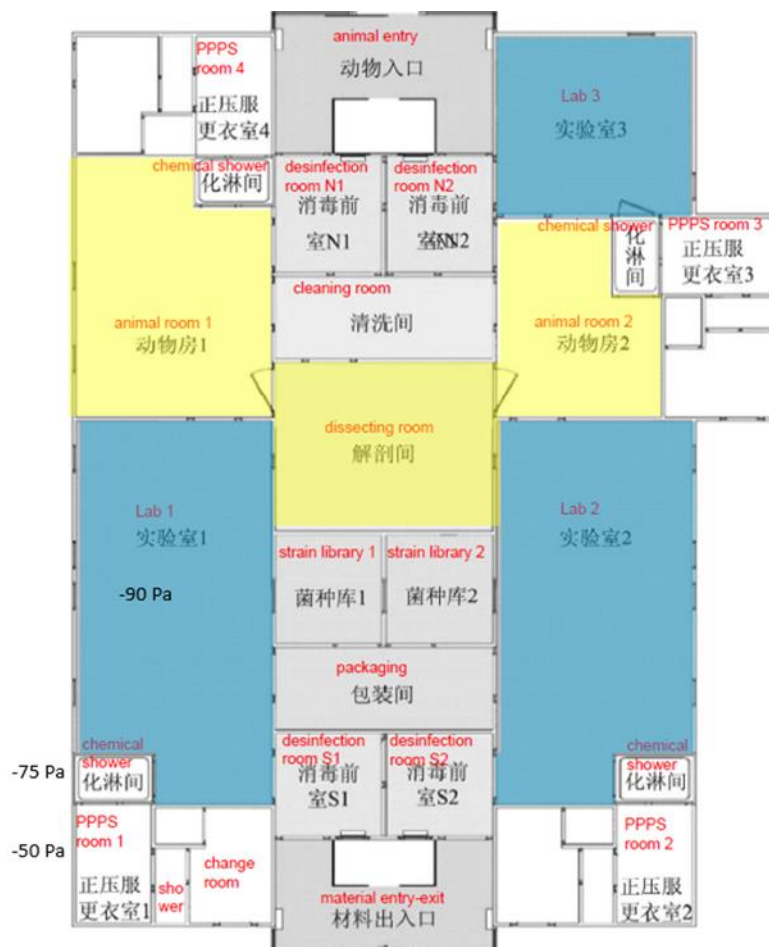 animal entry
动物入口
PPPS
room 4
正压服
更衣室4
Lab 3
实验室3
chemical shower
化淋间
desinfection
room N1
消毒前
室N1
desinfection
room N2
消毒前
chemical shower
化淋间
PPPS room 3
正压服
更衣室3
cleaning room
清洗间
animal room 1
动物房1
animal room 2
动物房2
dissecting room
解剖间
Lab 1
实验室1
-90 Pa
Lab 2
实验室2
strain library 1
菌种库1
strain library 2
菌种库2
packaging
包装间
chemical
shower
化淋间
-75 Pa
desinfection
room S1
消毒前
室S1
desinfection
room S2
消毒前
室S2
chemical
shower
化淋间
-50 Pa
PPPS
room 1
正压服
更衣室1
sho
wer
change
room
material entry-exit
材料出入口
PPPS
room 2
正压服
更衣室2